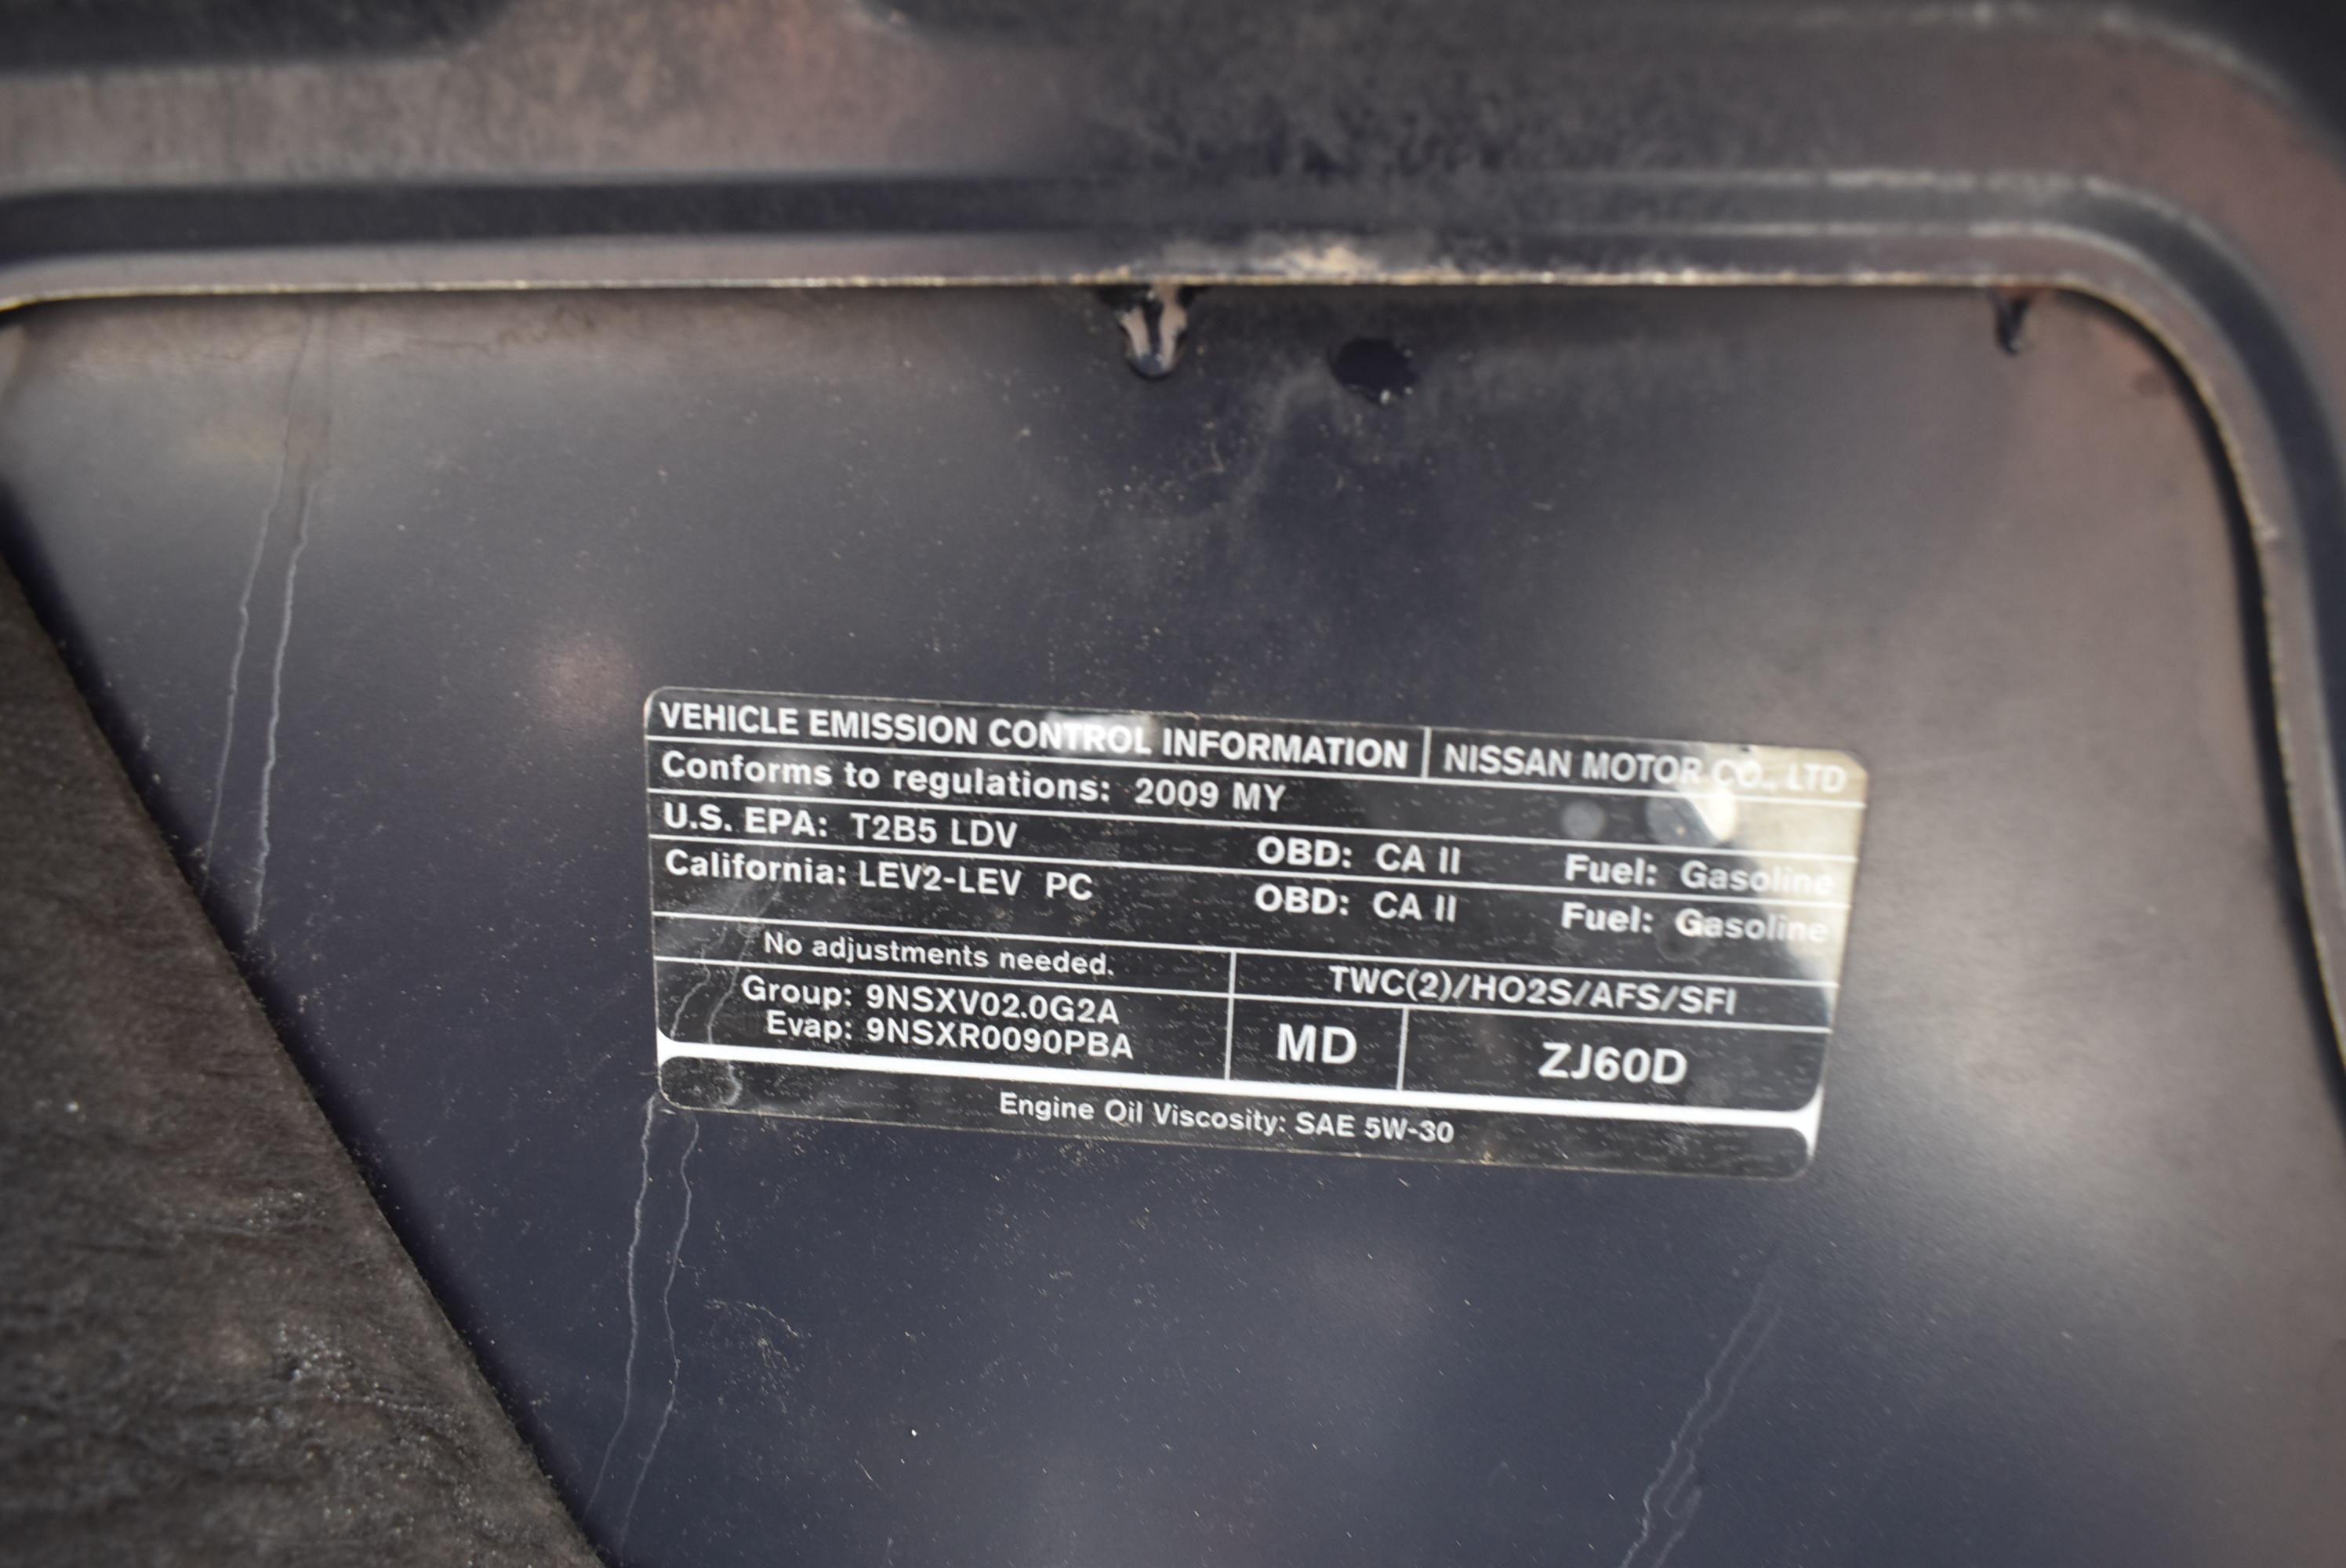 VEHICLE EMISSION CONTROL INFORMATION NISSAN MOTOR CO., LTD
Conforms to regulations: 2009 MY
U.S. EPA: T2B5 LDV OBD: CA II Fuel: Gasoline
California: LEV2-LEV PC OBD: CA II Fuel: Gasoline
No adjustments needed. TWC(2)/HO2S/AFS/SFI
Group: 9NSXV02.0G2A
Evap: 9NSXR0090PBA MD ZJ60D
Engine Oil Viscosity: SAE 5W-30